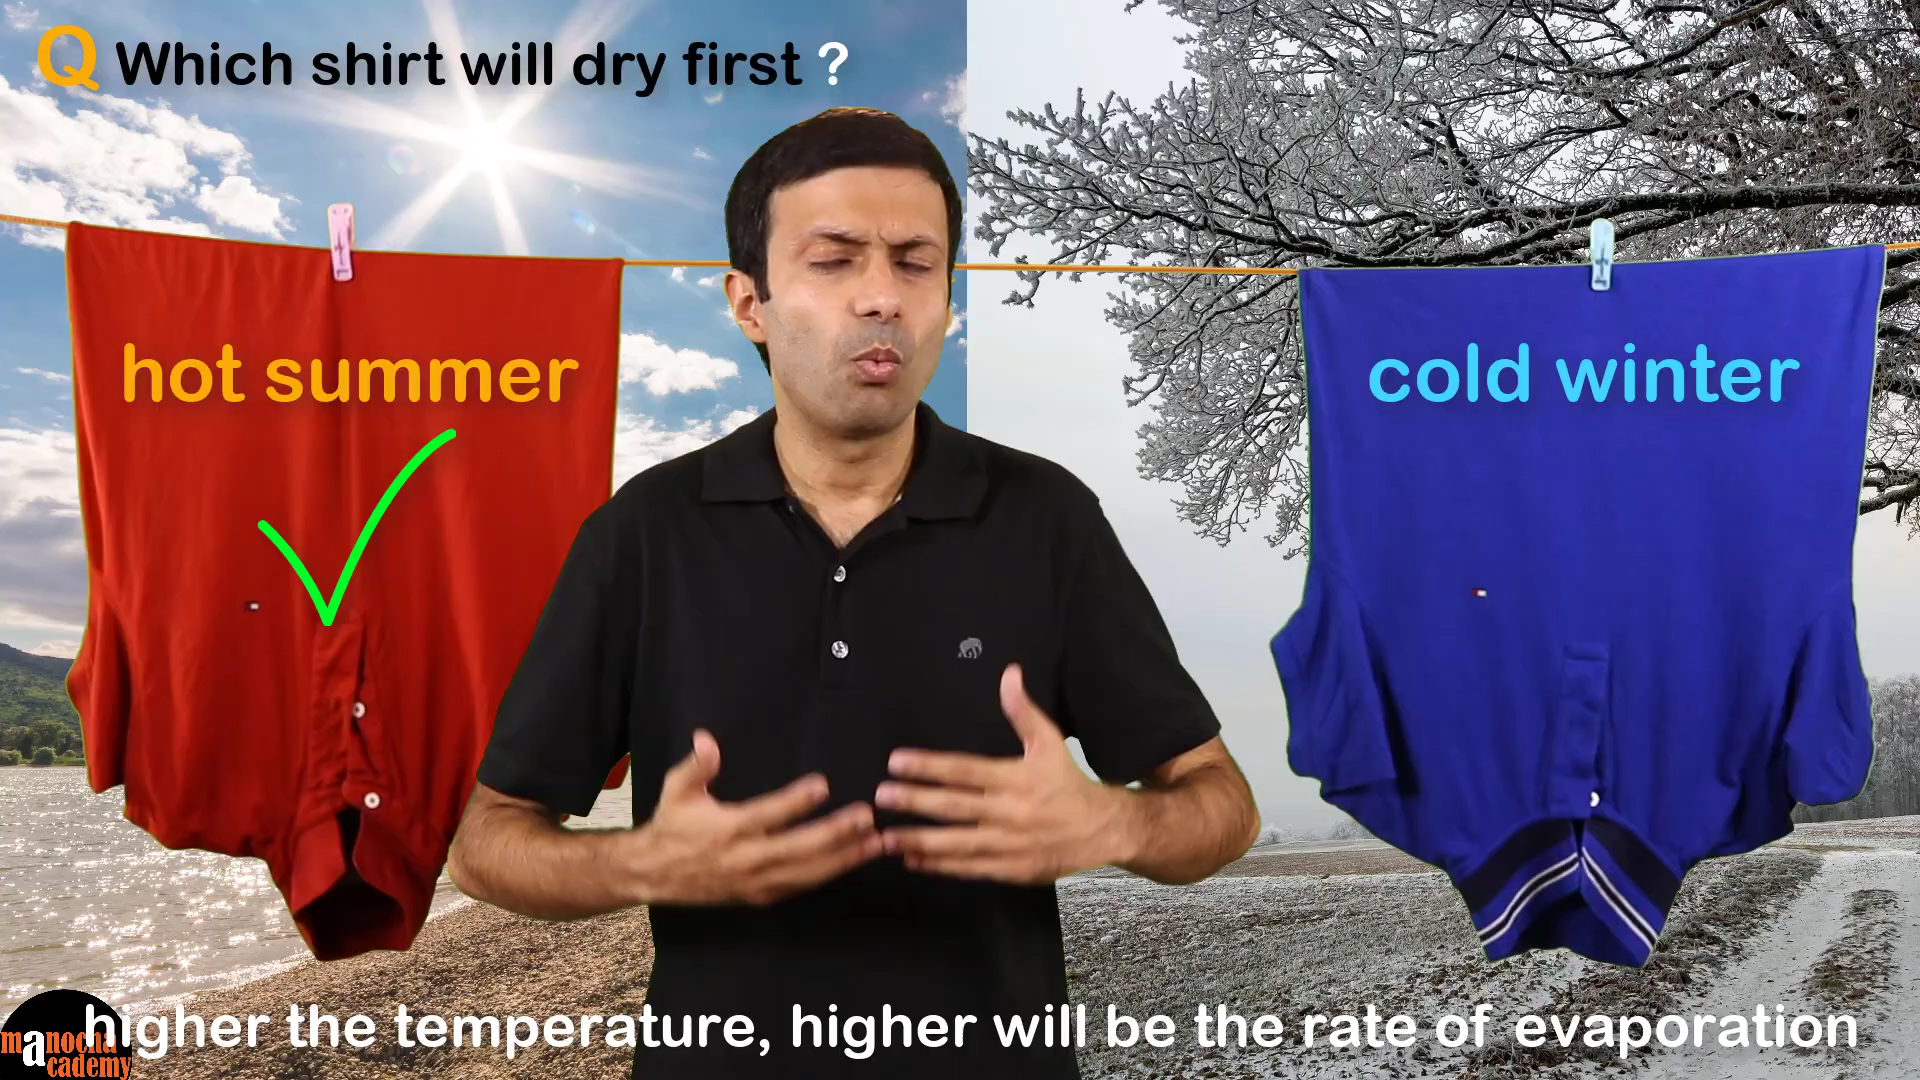 Q Which shirt will dry first ?
hot summer
cold winter
higher the temperature, higher will be the rate of evaporation
manocha
academy